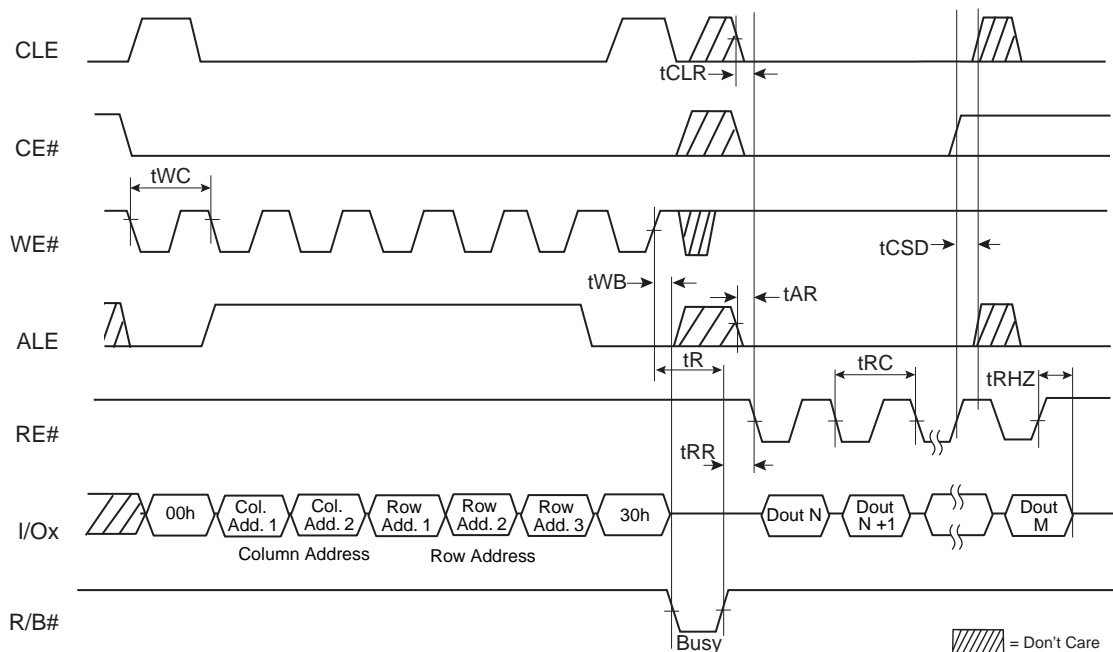 CLE
tCLR
CE#
tWC
WE#
tCSD
tWB
tAR
ALE
tR
tRC
tRHZ
RE#
tRR
I/Ox
00h
Col.
Add. 1
Col.
Add. 2
Row
Add. 1
Row
Add. 2
Row
Add. 3
30h
Dout N
Dout
N +1
Dout
M
Column Address
Row Address
R/B#
Busy
= Don't Care